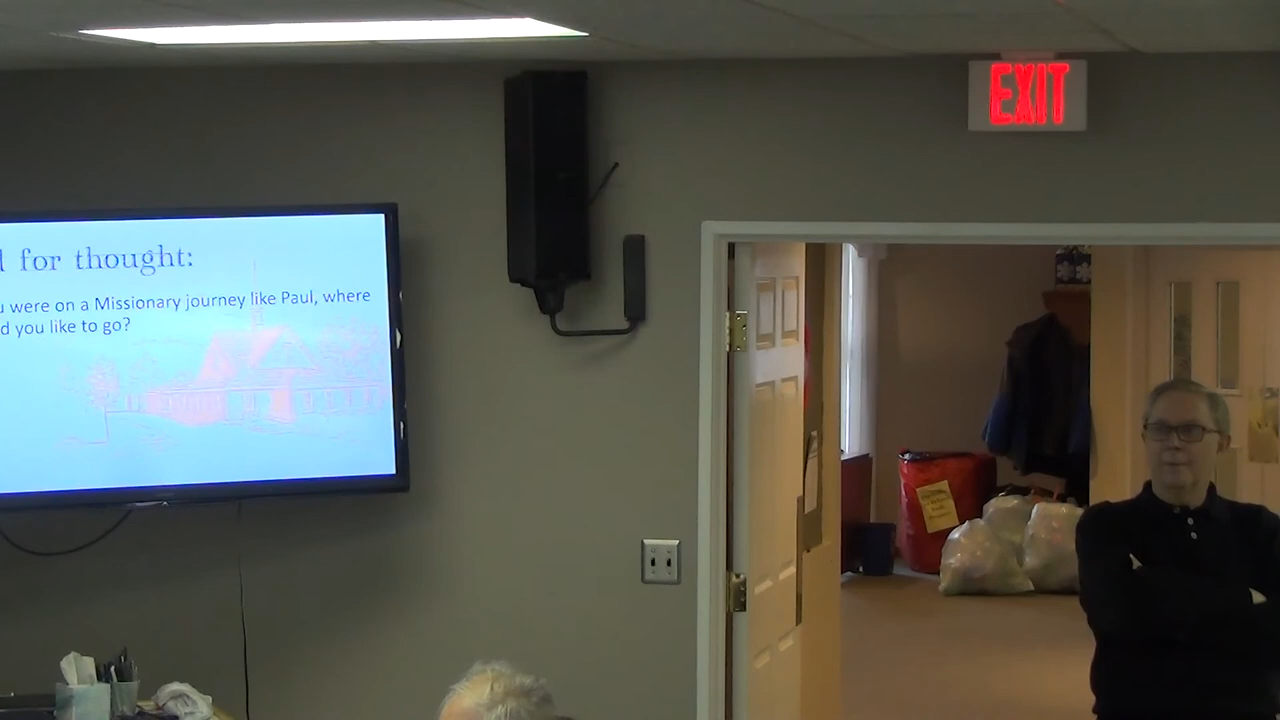 for thought:
were on a Missionary journey like Paul, where
you like to go?
EXIT